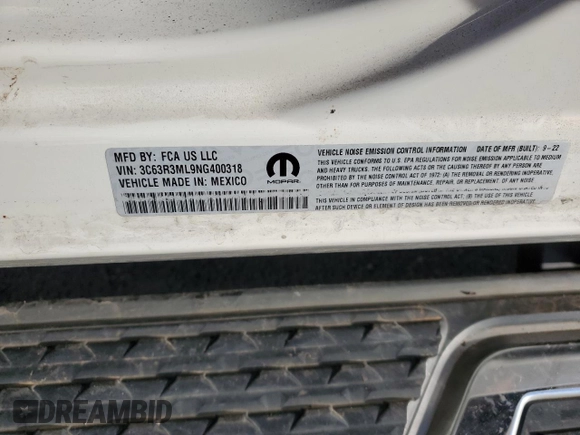 MFD BY: FCA US LLC
VIN: 3C63R3ML9NG400318
VEHICLE MADE IN: MEXICO
MOPAR
VEHICLE NOISE EMISSION CONTROL INFORMATION DATE OF MFR (BUILT): 9-22
THIS VEHICLE CONFORMS TO U.S. EPA REGULATIONS FOR NOISE EMISSION APPLICABLE TO MEDIUM
AND HEAVY TRUCKS. THE FOLLOWING ACTS OR THE CAUSING THEREOF BY ANY PERSON ARE
PROHIBITED BY THE NOISE CONTROL ACT OF 1972: (A) THE REMOVAL OR RENDERING INOPERATIVE,
OTHER THAN FOR PURPOSES OF MAINTENANCE, REPAIR, OR REPLACEMENT, OF ANY
THIS VEHICLE IN COMPLIANCE WITH THE NOISE CONTROL ACT. (B) THE USE OF THIS VEHICLE
AFTER SUCH DEVICE OR ELEMENT OF DESIGN HAS BEEN REMOVED OR RENDERED INOPERATIVE
DREAMBID